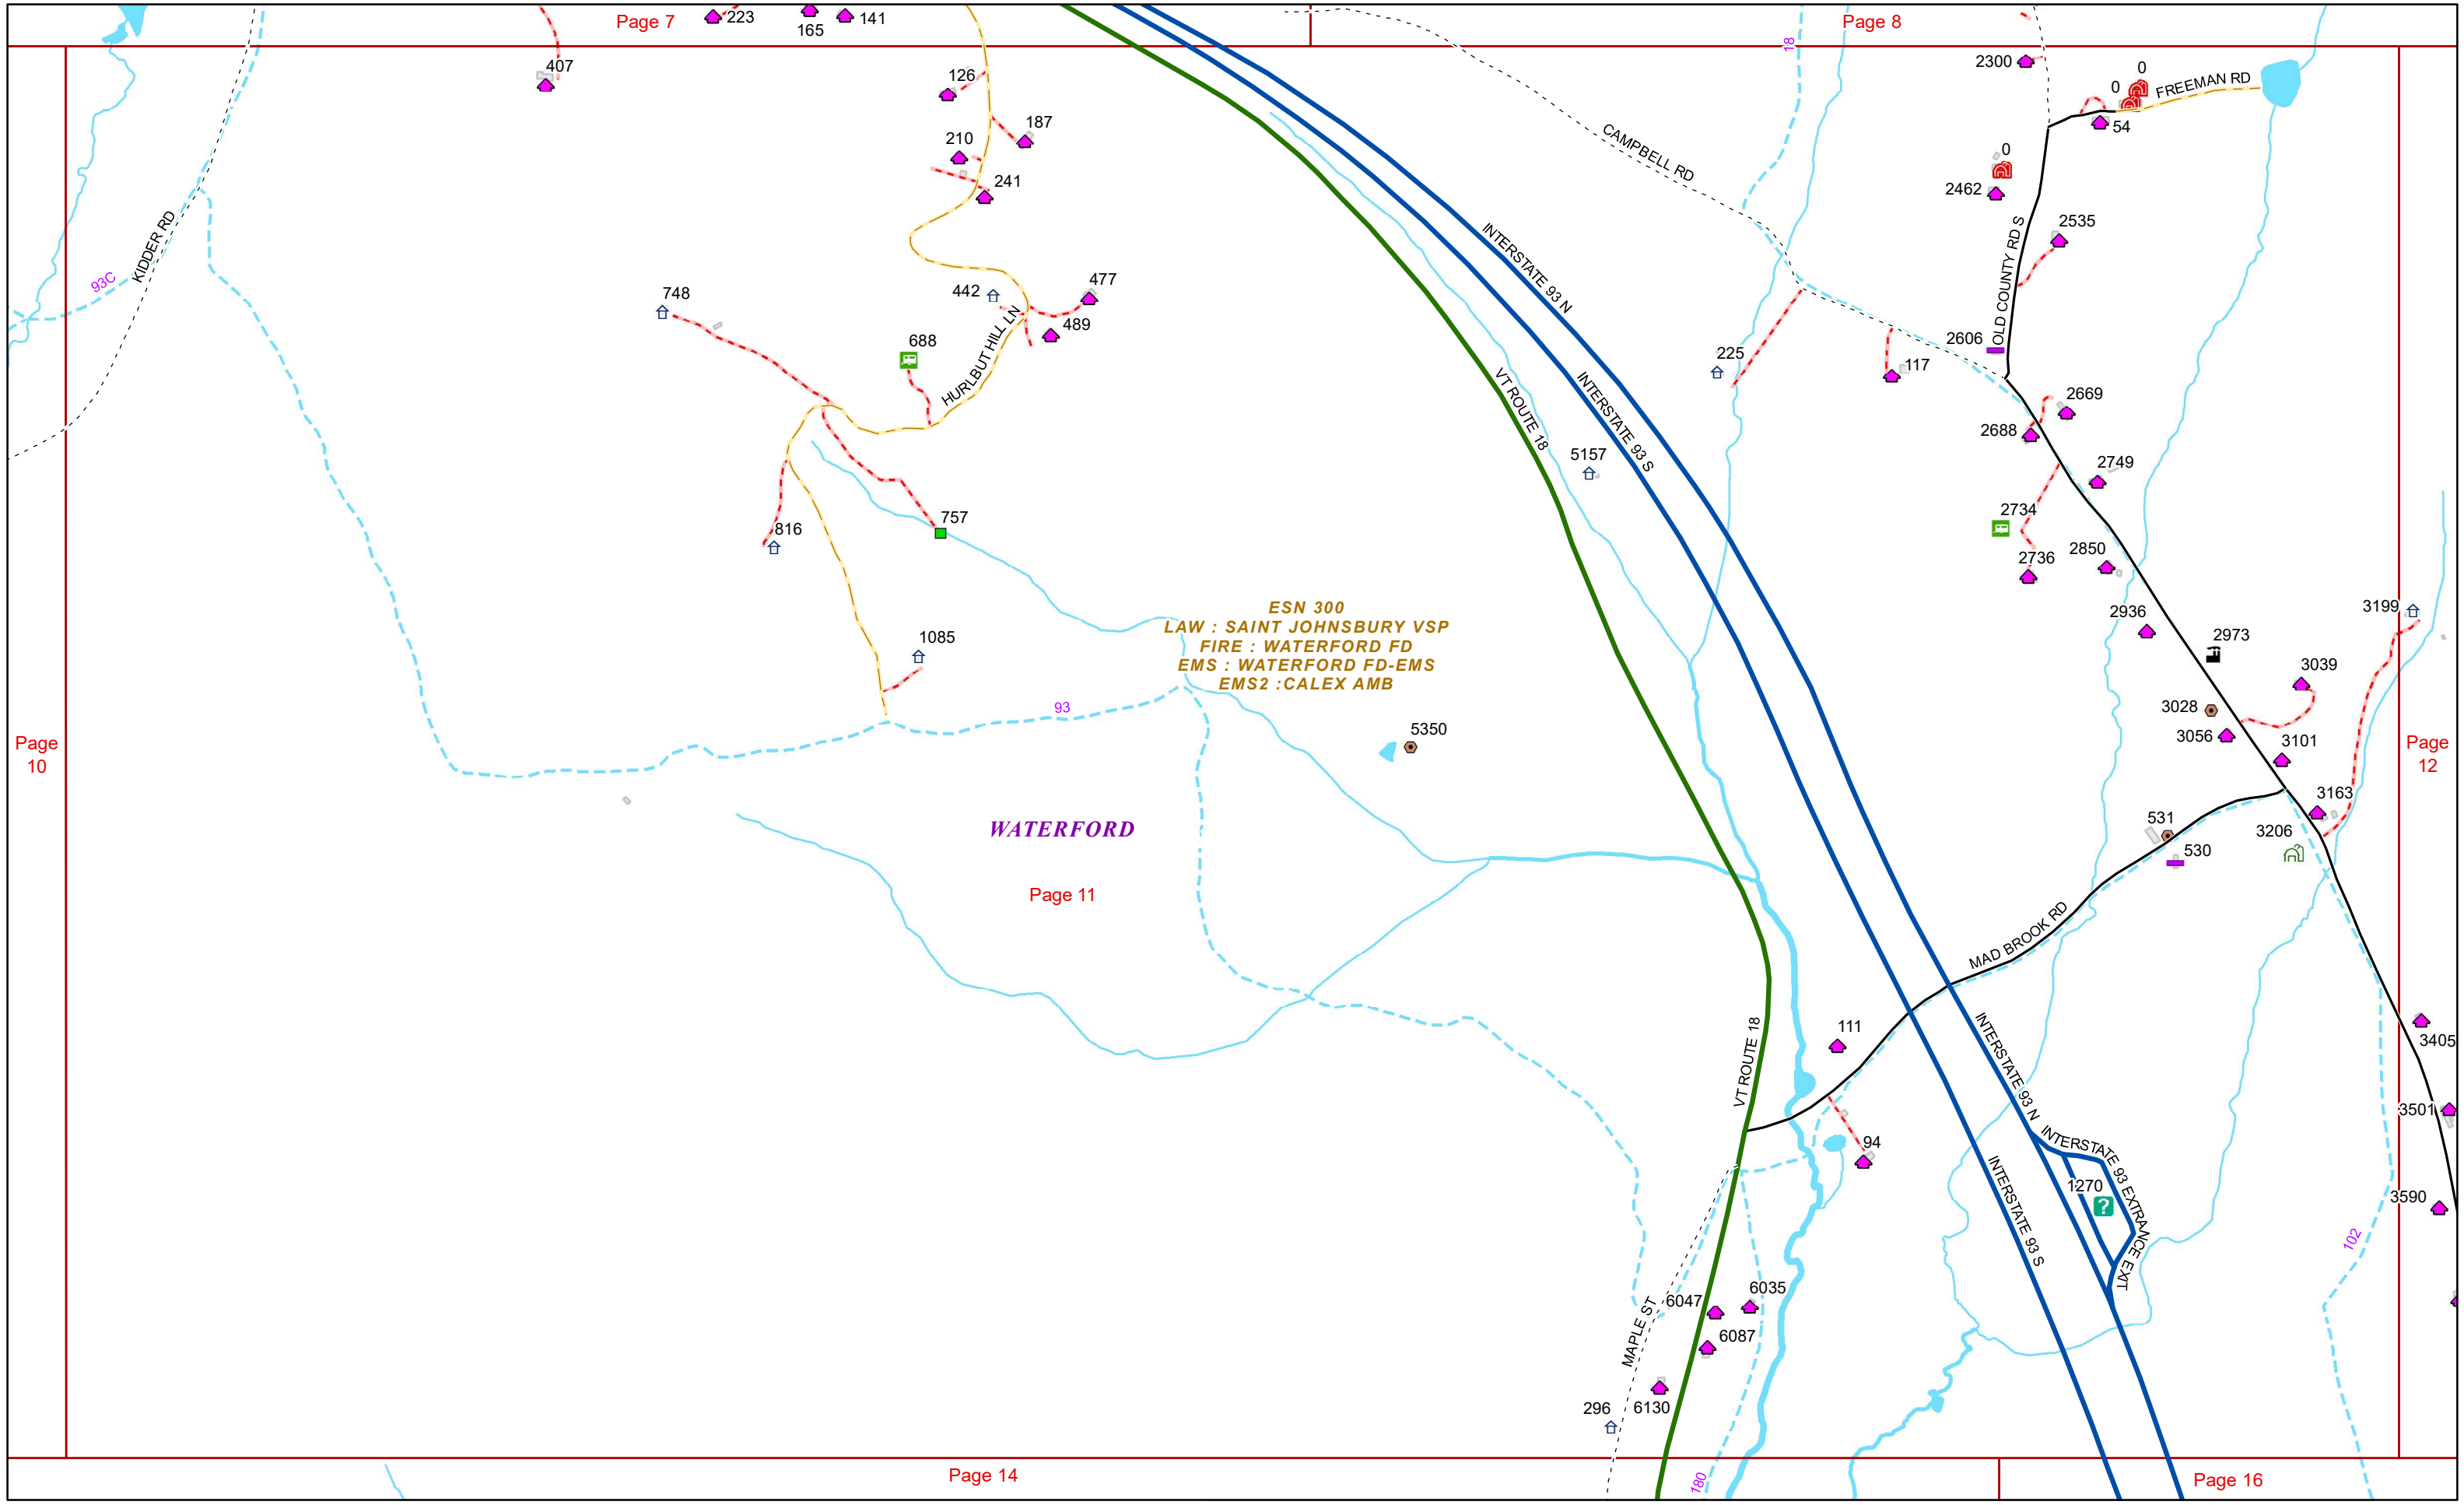 Page 7
223
165
141
Page 8
18
407
126
187
210
241
2300
0
0
FREEMAN RD
54
CAMPBELL RD
0
2462
2535
OLD COUNTY RD S
KIDDER RD
93C
INTERSTATE 93 N
748
442
477
489
688
HURLBUT HILL LN
2606
225
117
VT ROUTE 18
INTERSTATE 93 S
2669
2688
5157
2749
757
816
2734
2736
2850
ESN 300
LAW : SAINT JOHNSBURY VSP
FIRE : WATERFORD FD
EMS : WATERFORD FD-EMS
EMS2 :CALEX AMB
2936
3199
2973
3039
1085
93
3028
3056
5350
3101
Page
10
Page
12
3163
531
3206
530
WATERFORD
Page 11
MAD BROOK RD
111
VT ROUTE 18
INTERSTATE 93 N
3405
3501
94
INTERSTATE 93 EXTRANCE EXIT
1270
INTERSTATE 93 S
3590
102
6047
6035
6087
MAPLE ST
296
6130
Page 14
180
Page 16